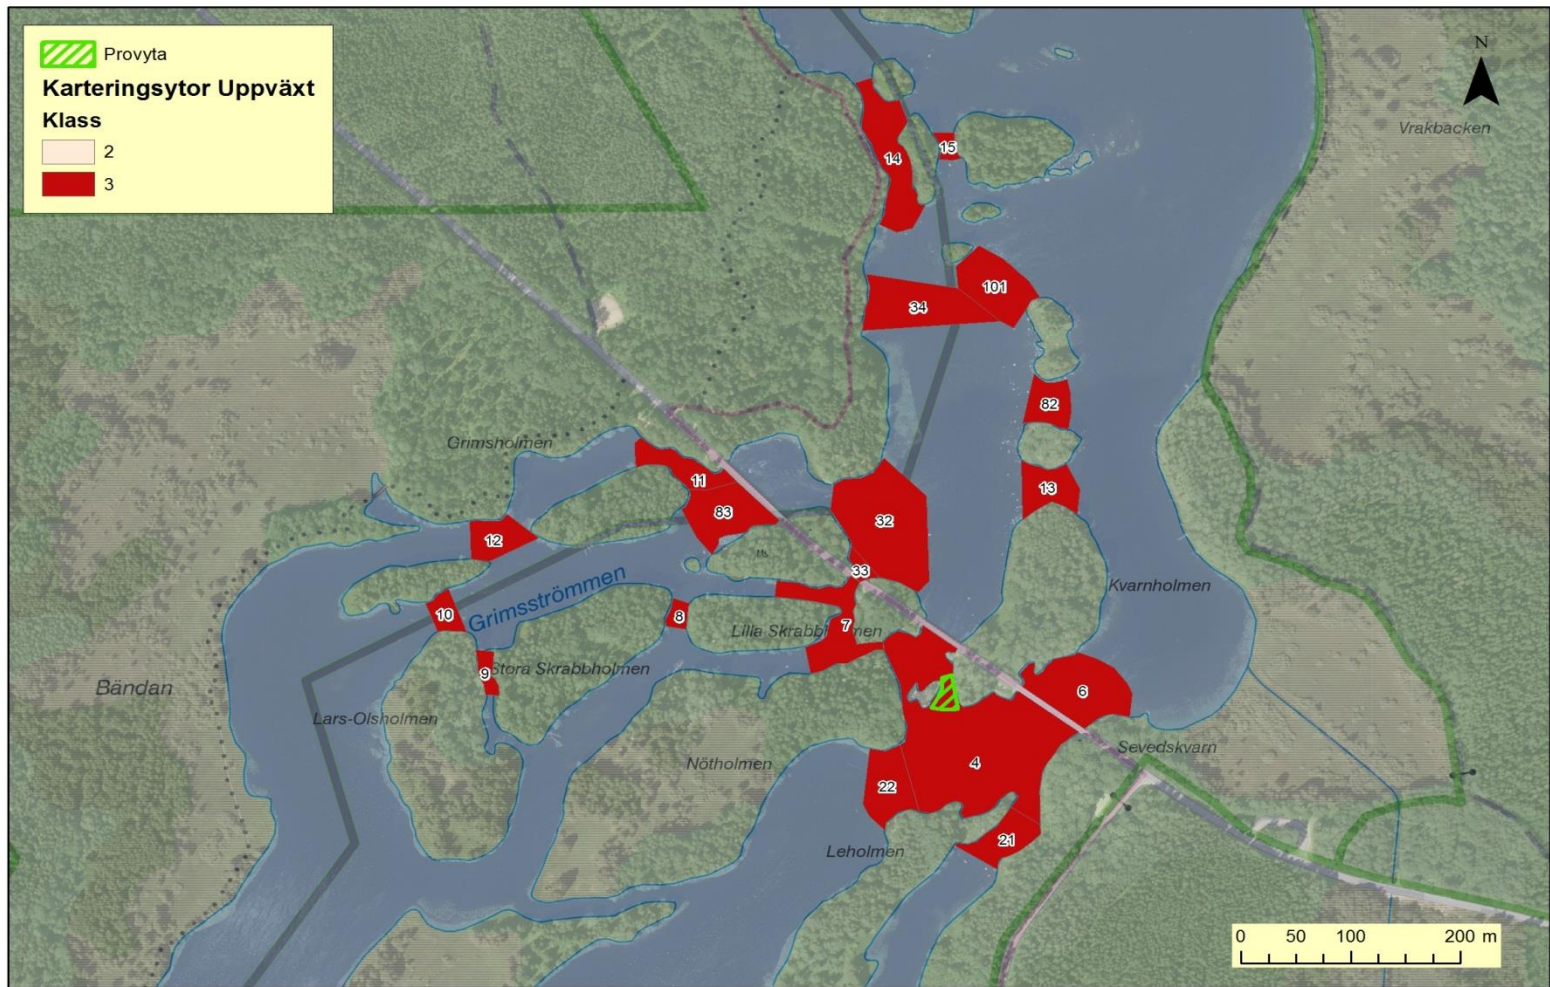 Provyta
Karteringsytor Uppväxt
Klass
2
3
N
Vrakbacken
14
15
101
34
82
Grimsholmen
11
13
83
32
12
33
Kvarnholmen
10
Grimsströmmen
8
7
Lilla Skrabbholmen
9
Stora Skrabbholmen
Bändan
6
Lars-Olsholmen
Sevedskvarn
Nötholmen
4
22
21
Leholmen
0 50 100 200 m